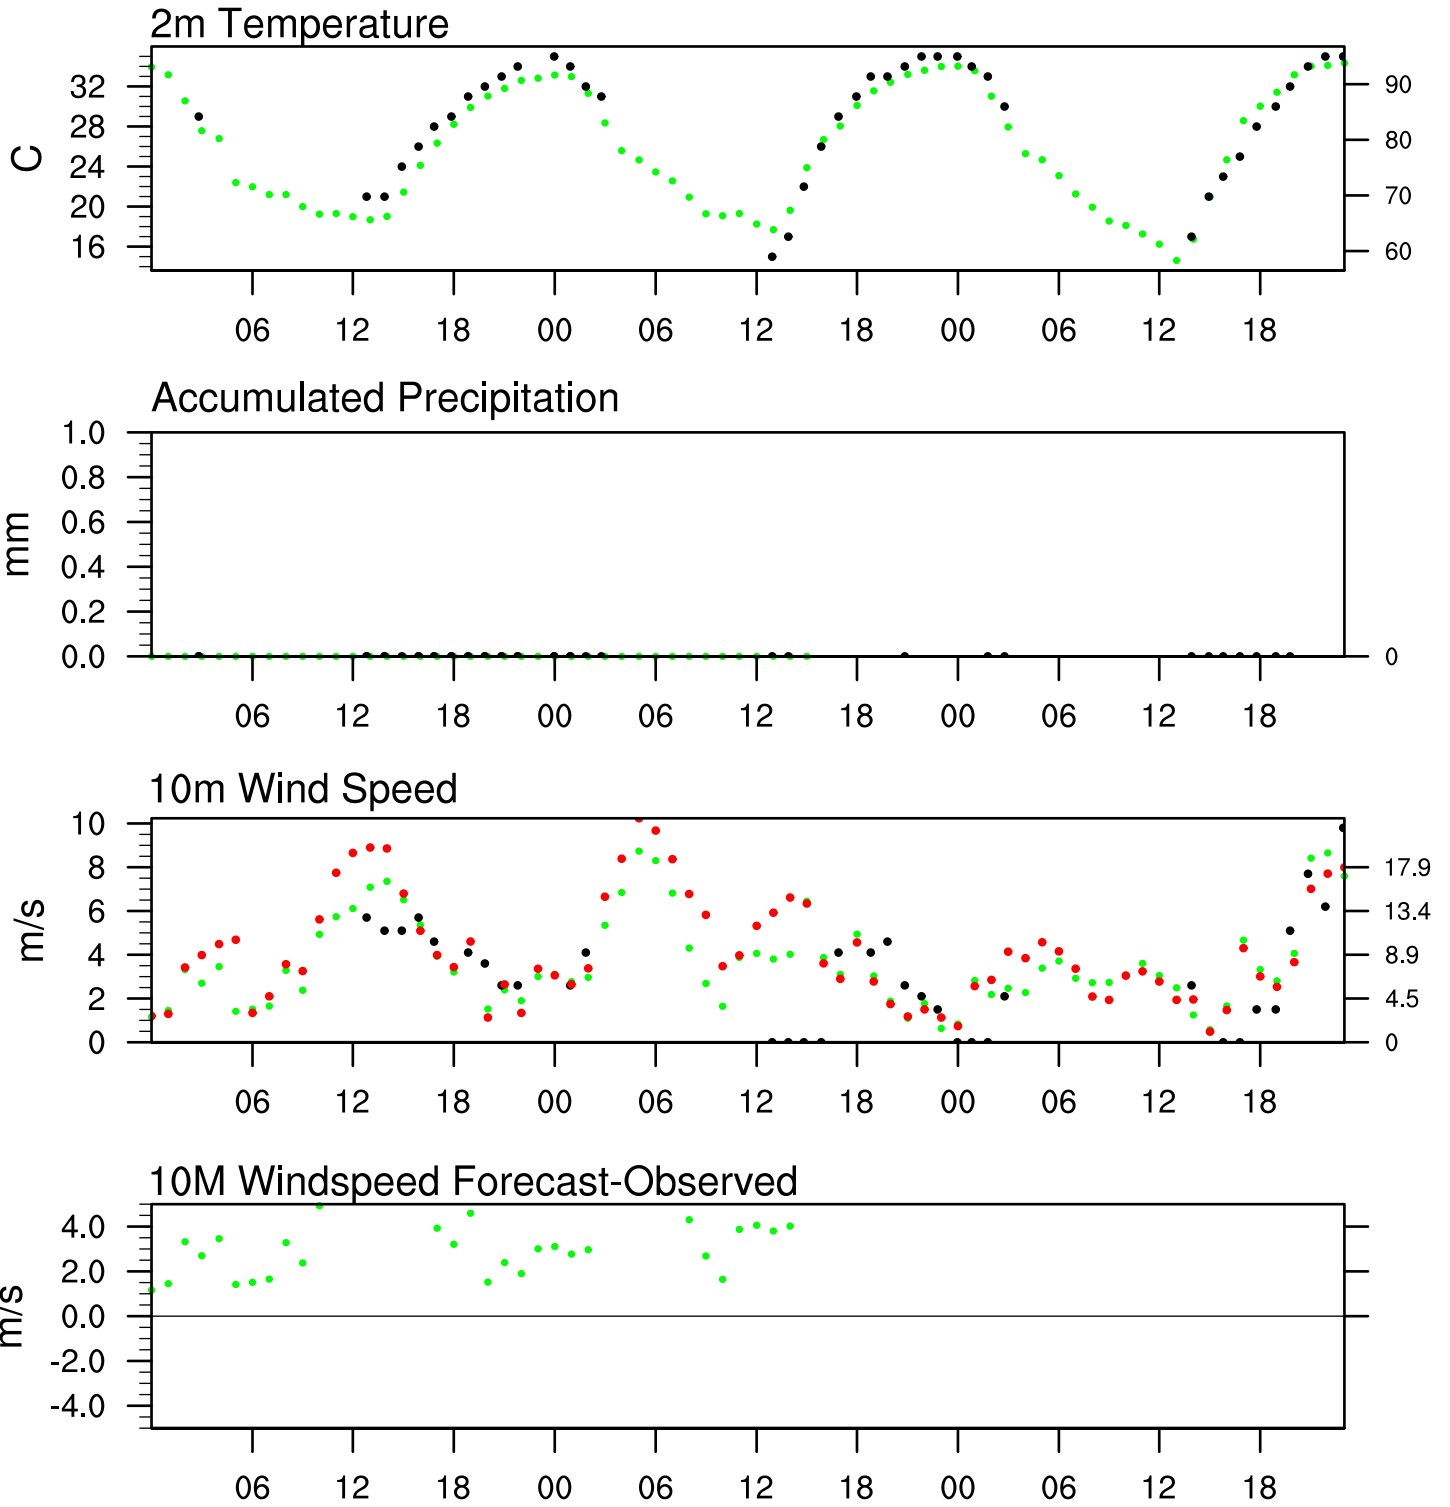 2m Temperature
32
28
24
20
16
C
90
80
70
60
06 12 18 00 06 12 18 00 06 12 18
Accumulated Precipitation
1.0
0.8
0.6
0.4
0.2
0.0
mm
0
06 12 18 00 06 12 18 00 06 12 18
10m Wind Speed
10
8
6
4
2
0
m/s
17.9
13.4
8.9
4.5
0
06 12 18 00 06 12 18 00 06 12 18
10M Windspeed Forecast-Observed
4.0
2.0
0.0
-2.0
-4.0
m/s
06 12 18 00 06 12 18 00 06 12 18